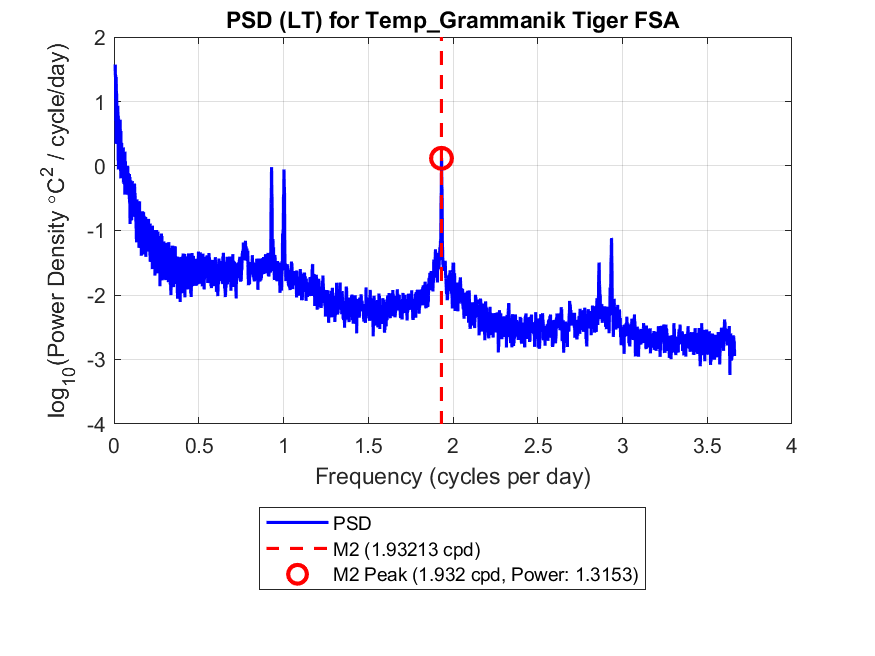 PSD (LT) for Temp_Grammanik Tiger FSA
log10(Power Density °C2 / cycle/day)
2
1
0
-1
-2
-3
-4
0 0.5 1 1.5 2 2.5 3 3.5 4
Frequency (cycles per day)
PSD
M2 (1.93213 cpd)
M2 Peak (1.932 cpd, Power: 1.3153)